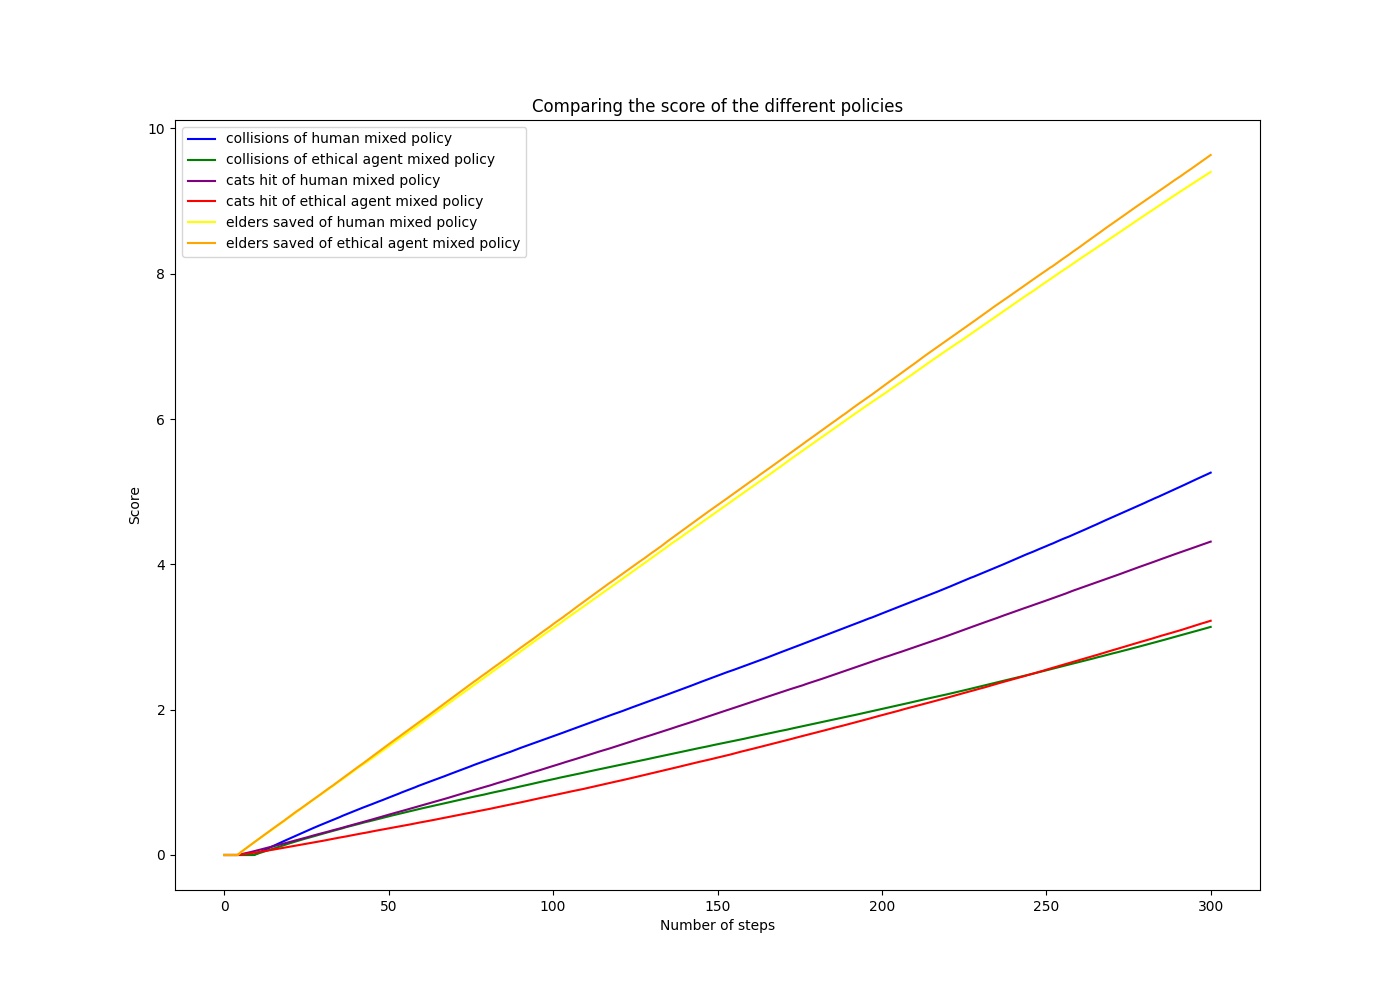 Comparing the score of the different policies
10
8
6
4
2
0
Score
collisions of human mixed policy
collisions of ethical agent mixed policy
cats hit of human mixed policy
cats hit of ethical agent mixed policy
elders saved of human mixed policy
elders saved of ethical agent mixed policy
0 50 100 150 200 250 300
Number of steps